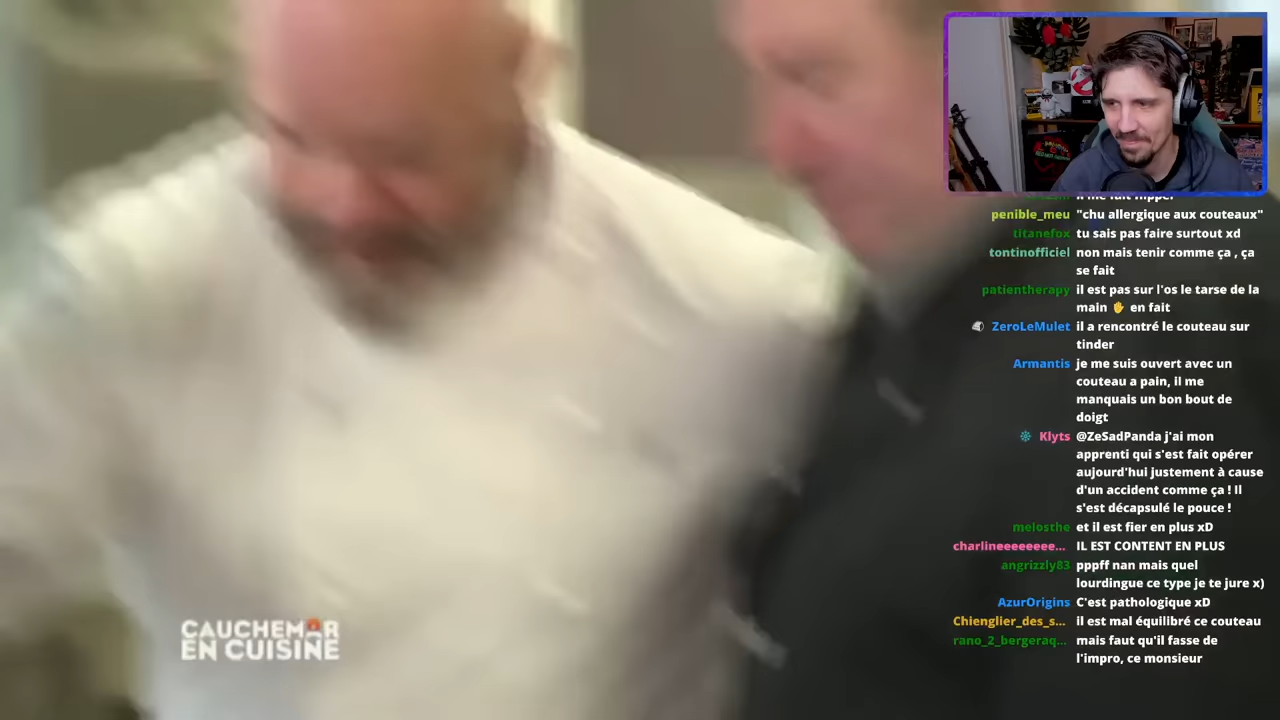 CAUCHEMAR
EN CUISINE
il me fait flipper
penible_meu "chu allergique aux couteaux"
titanefox tu sais pas faire surtout xd
tontinofficiel non mais tenir comme ça , ça
se fait
patientherapy il est pas sur l'os le tarse de la
main ✋ en fait
ZeroLeMulet il a rencontré le couteau sur
tinder
Armantis je me suis ouvert avec un
couteau a pain, il me
manquais un bon bout de
doigt
Klyts @ZeSadPanda j'ai mon
apprenti qui s'est fait opérer
aujourd'hui justement à cause
d'un accident comme ça ! Il
s'est décapsulé le pouce !
melosthe et il est fier en plus xD
charlineeeeeeee... IL EST CONTENT EN PLUS
angrizzly83 pppff nan mais quel
lourdingue ce type je te jure x)
AzurOrigins C'est pathologique xD
Chienglier_des_s... il est mal équilibré ce couteau
rano_2_bergeraq... mais faut qu'il fasse de
l'impro, ce monsieur